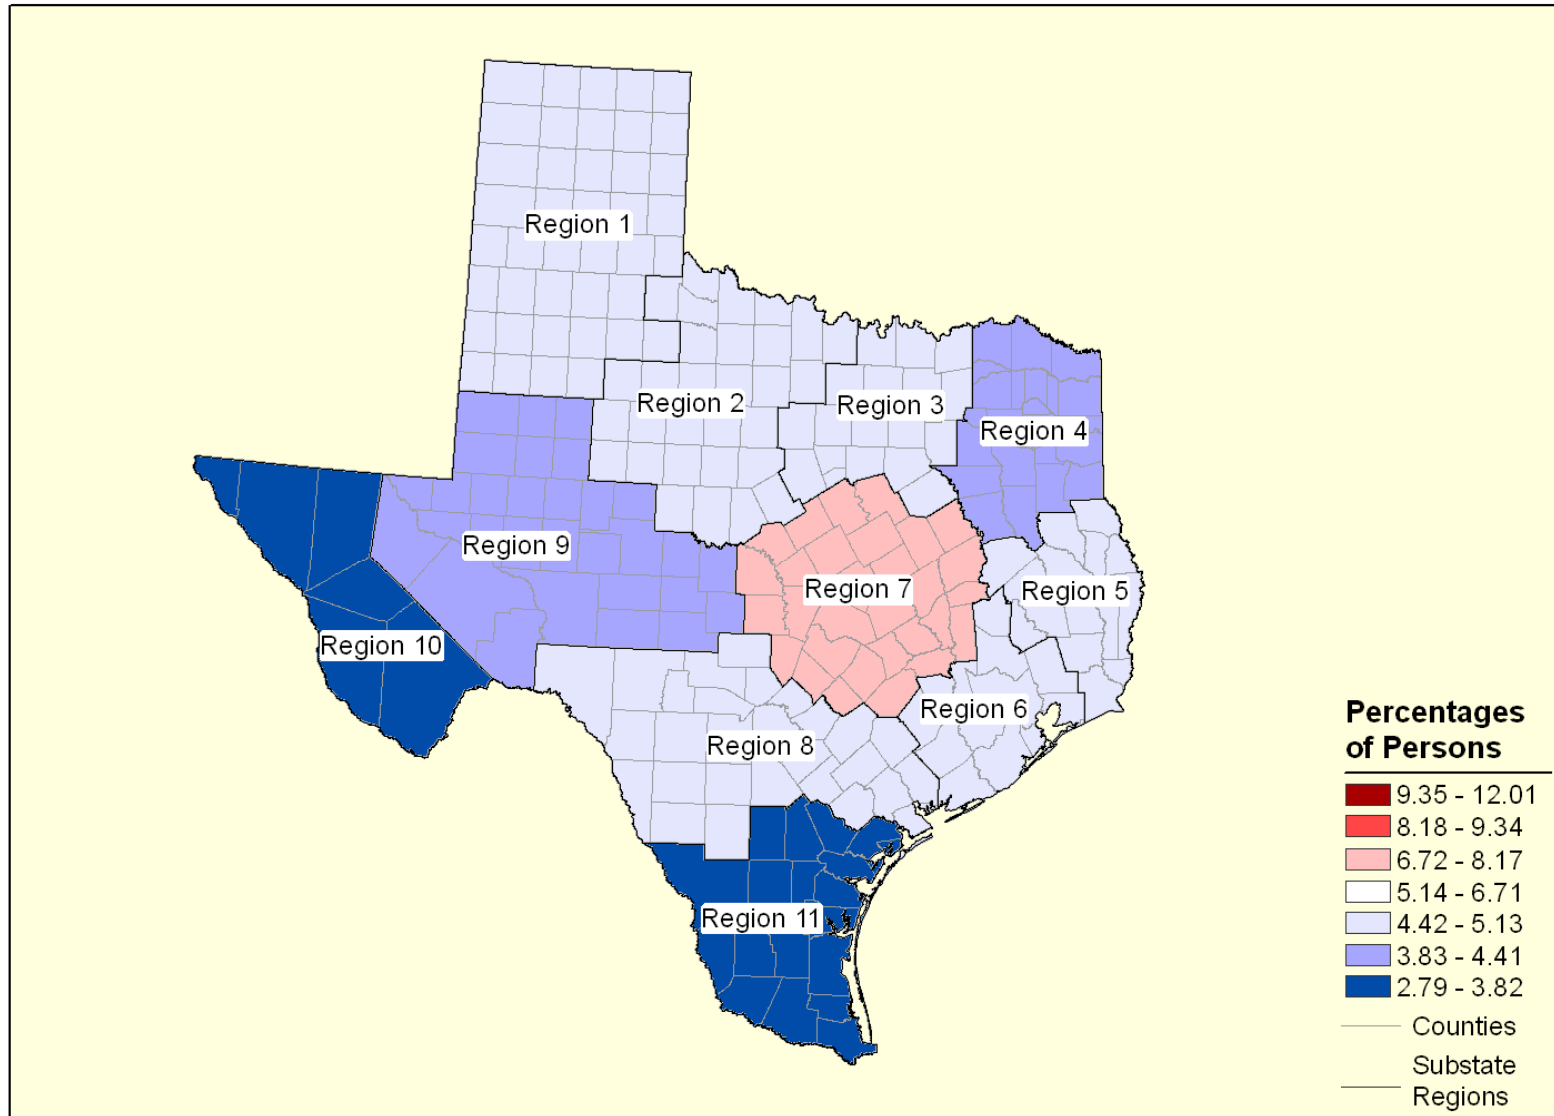 Region 1
Region 2
Region 3
Region 4
Region 9
Region 7
Region 5
Region 10
Region 6
Region 8
Region 11
Percentages
of Persons
9.35 - 12.01
8.18 - 9.34
6.72 - 8.17
5.14 - 6.71
4.42 - 5.13
3.83 - 4.41
2.79 - 3.82
Counties
Substate
Regions